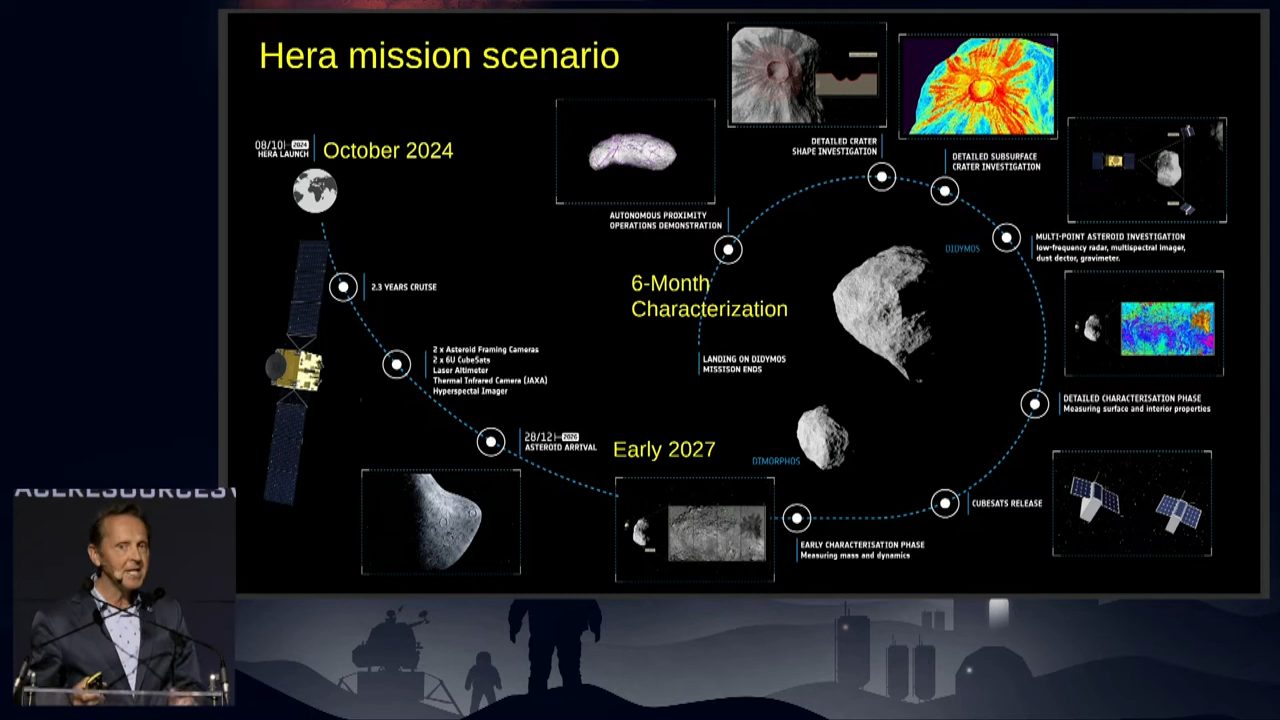 Hera mission scenario
08/10 2024
HERA LAUNCH
October 2024
2.3 YEARS CRUISE
2 x Asteroid Framing Cameras
2 x 6U CubeSats
Laser Altimeter
Thermal Infrared Camera (JAXA)
Hyperspectal Imager
28/12 2026
ASTEROID ARRIVAL
Early 2027
EARLY CHARACTERISATION PHASE
Measuring mass and dynamics
CUBESATS RELEASE
DETAILED CHARACTERISATION PHASE
Measuring surface and interior properties
MULTI-POINT ASTEROID INVESTIGATION
low-frequency radar, multispectral imager,
dust dector, gravimeter.
DETAILED SUBSURFACE
CRATER INVESTIGATION
DETAILED CRATER
SHAPE INVESTIGATION
AUTONOMOUS PROXIMITY
OPERATIONS DEMONSTRATION
6-Month
Characterization
LANDING ON DIDYMOS
MISSISON ENDS
DIDYMOS
DIMORPHOS